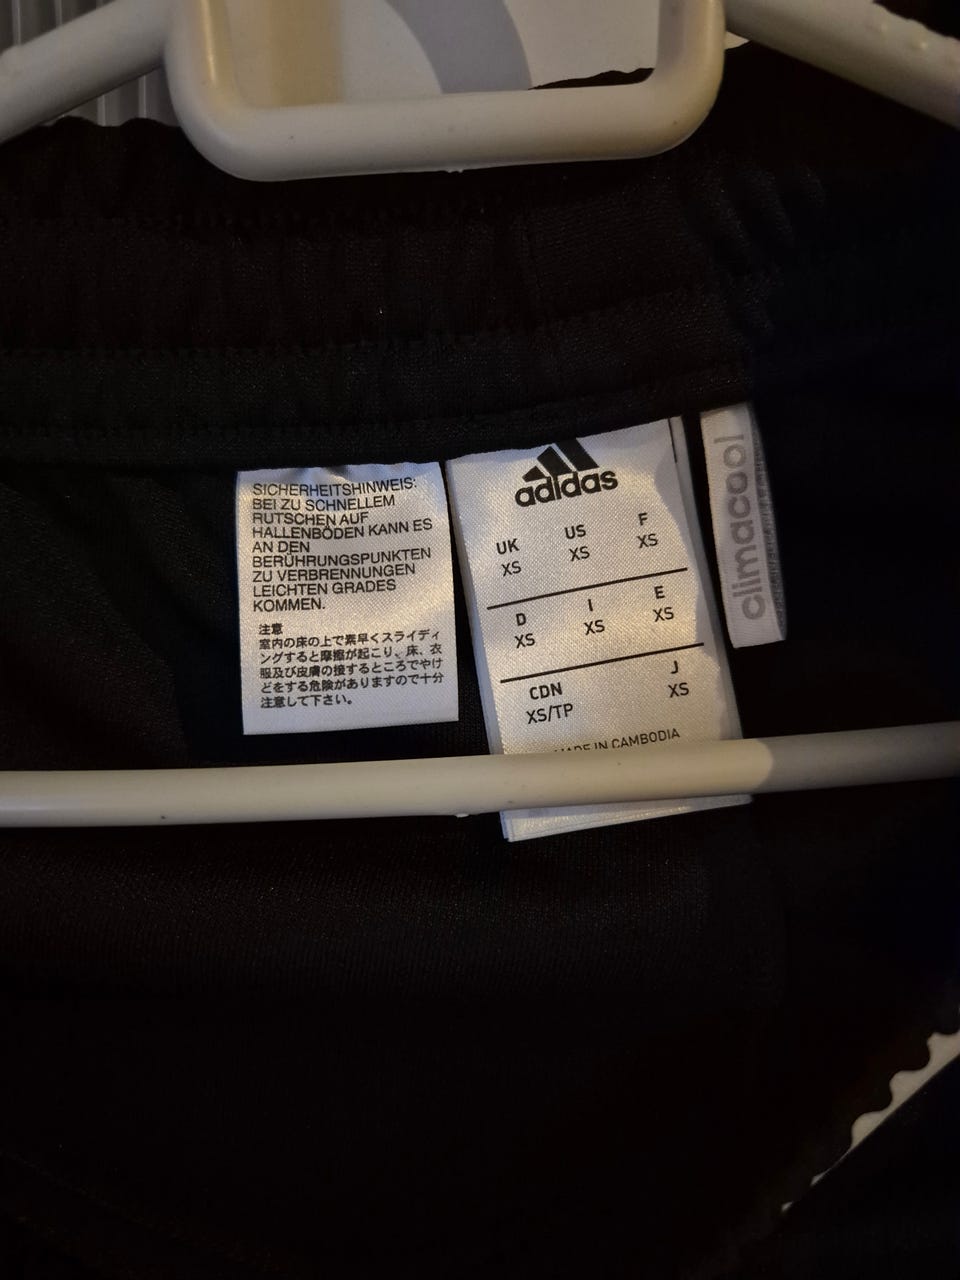 SICHERHEITSHINWEIS:
BEI ZU SCHNELLEM
RUTSCHEN AUF
HALLENBÖDEN KANN ES
AN DEN
BERÜHRUNGSPUNKTEN
ZU VERBRENNUNGEN
LEICHTEN GRADES
KOMMEN.
注意
室内の床の上で素早くスライディ
ングすると摩擦が起こり、床、衣
服及び皮膚の接するところでやけ
どをする危険がありますので十分
注意して下さい。
adidas
UK US F
XS XS XS
D I E
XS XS XS
CDN J
XS/TP XS
MADE IN CAMBODIA
climacool